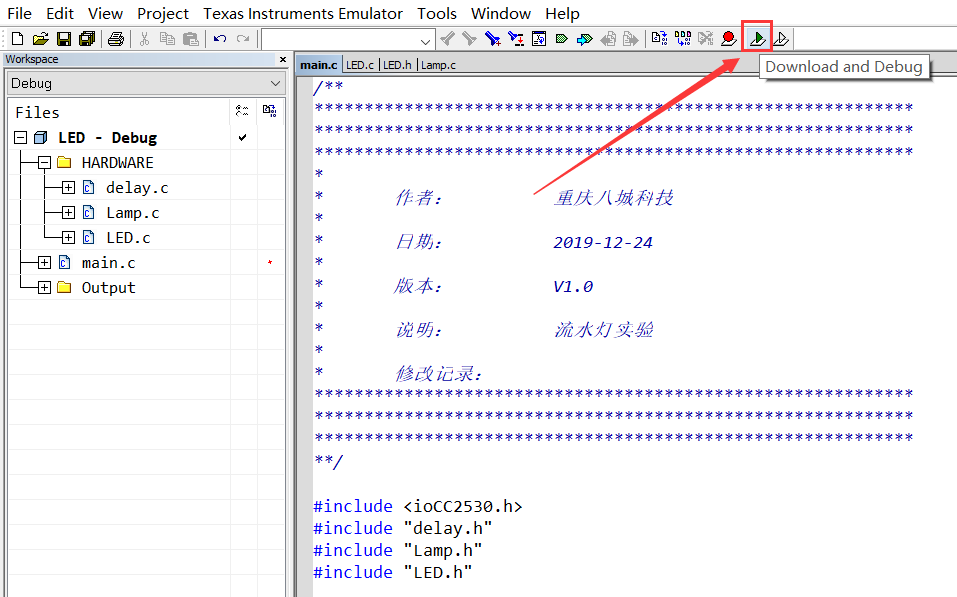 File Edit View Project Texas Instruments Emulator Tools Window Help
Workspace
Debug
Files
LED - Debug
HARDWARE
delay.c
Lamp.c
LED.c
main.c
Output
main.c LED.c LED.h Lamp.c
Download and Debug
/**
************************************************************
************************************************************
************************************************************
*
* 作者: 重庆八城科技
*
* 日期: 2019-12-24
*
* 版本: V1.0
*
* 说明: 流水灯实验
*
* 修改记录:
************************************************************
************************************************************
************************************************************
**/
#include <ioCC2530.h>
#include "delay.h"
#include "Lamp.h"
#include "LED.h"